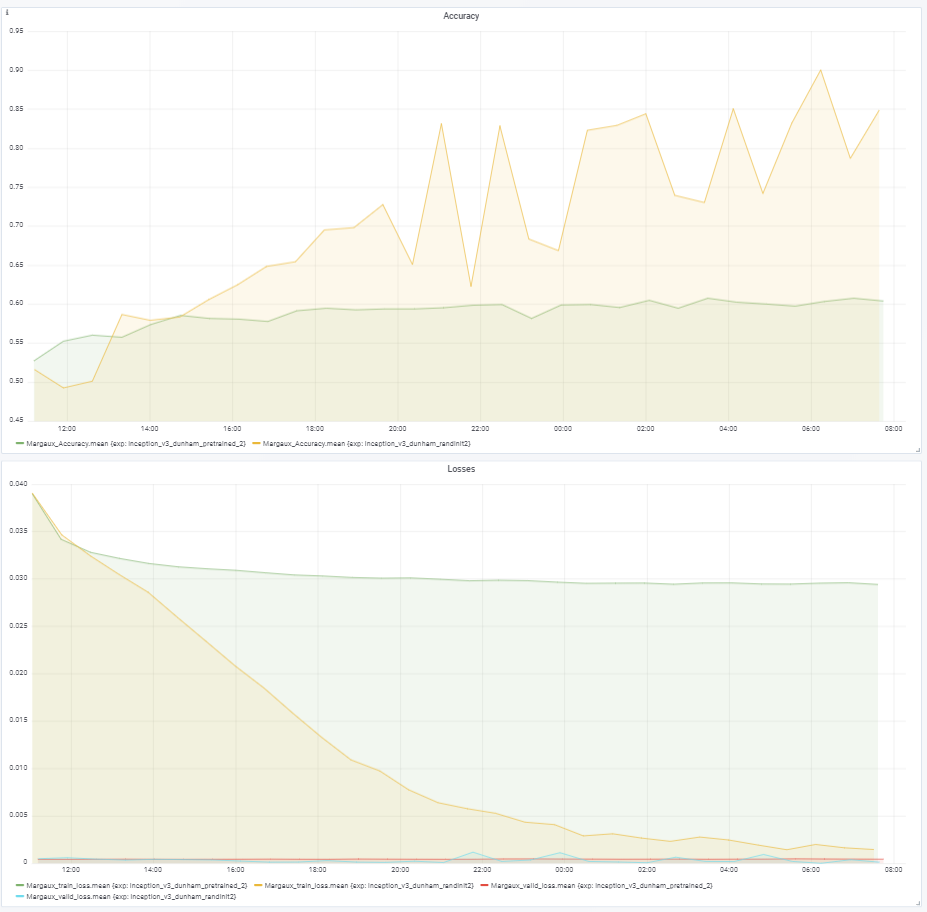 i
Accuracy
0.95
0.90
0.85
0.80
0.75
0.70
0.65
0.60
0.55
0.50
0.45
12:00 14:00 16:00 18:00 20:00 22:00 00:00 02:00 04:00 06:00 08:00
Margaux_Accuracy.mean {exp: inception_v3_dunham_pretrained_2} Margaux_Accuracy.mean {exp: inception_v3_dunham_randinit2}
Losses
0.040
0.035
0.030
0.025
0.020
0.015
0.010
0.005
0
12:00 14:00 16:00 18:00 20:00 22:00 00:00 02:00 04:00 06:00 08:00
Margaux_train_loss.mean {exp: inception_v3_dunham_pretrained_2} Margaux_train_loss.mean {exp: inception_v3_dunham_randinit2} Margaux_valid_loss.mean {exp: inception_v3_dunham_pretrained_2}
Margaux_valid_loss.mean {exp: inception_v3_dunham_randinit2}